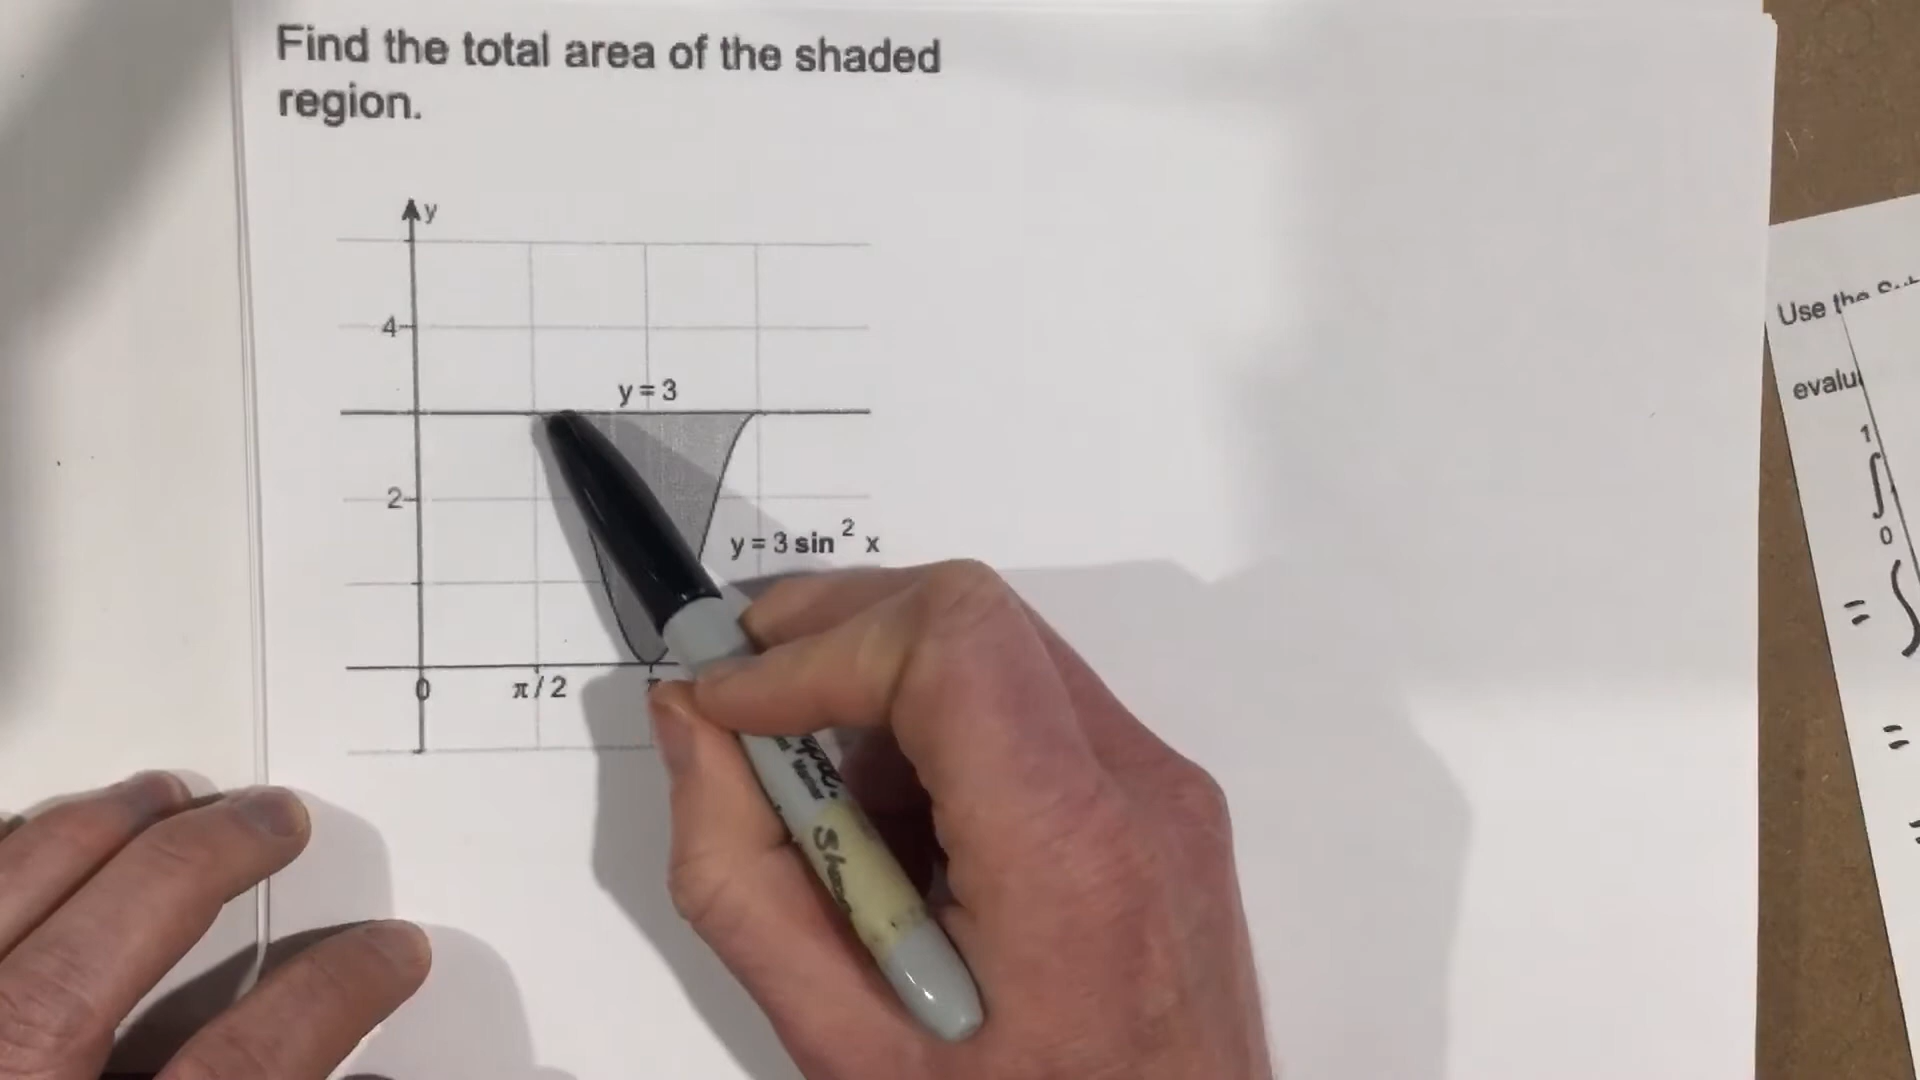 Find the total area of the shaded
region.
y
4
y = 3
2
y = 3 sin 2 x
0
π / 2
Use the
1
∫
0
= ∫
=